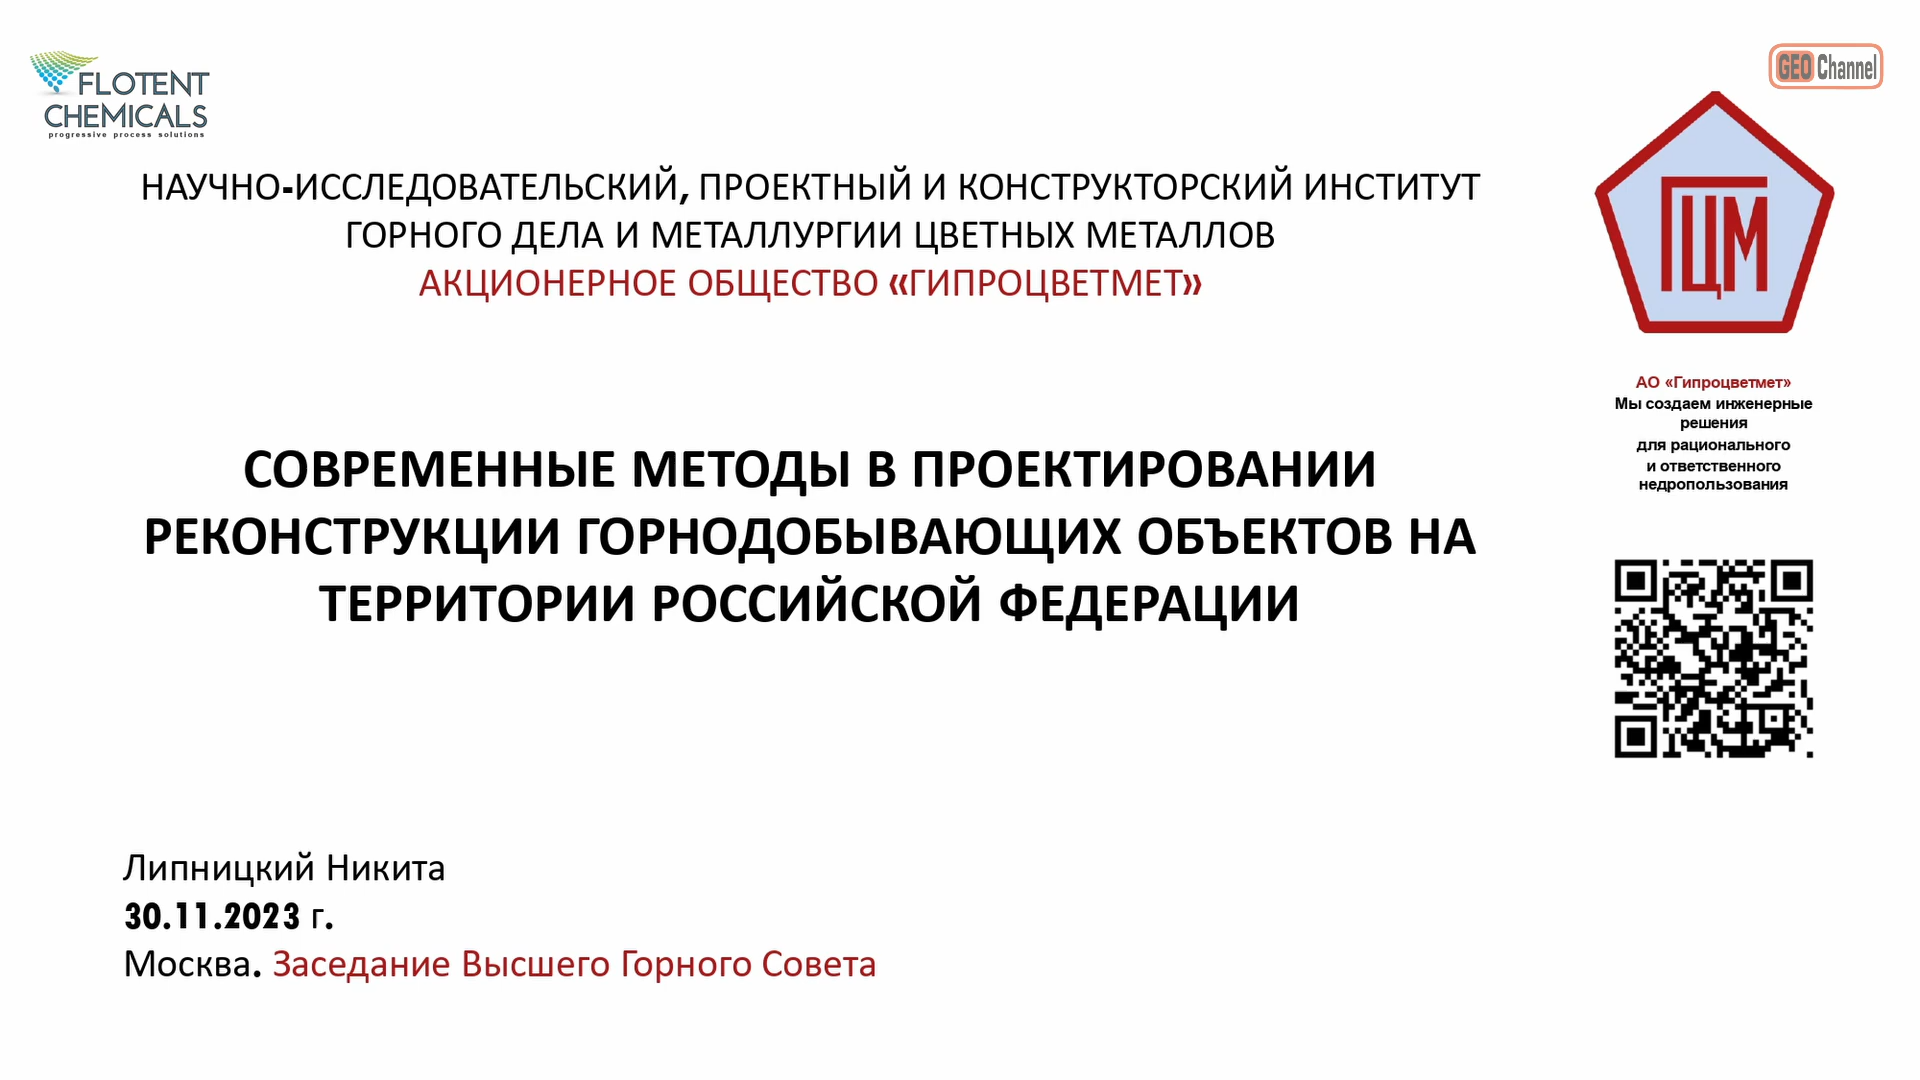 FLOTENT
CHEMICALS
progressive process solutions
GEO Channel
НАУЧНО-ИССЛЕДОВАТЕЛЬСКИЙ, ПРОЕКТНЫЙ И КОНСТРУКТОРСКИЙ ИНСТИТУТ
ГОРНОГО ДЕЛА И МЕТАЛЛУРГИИ ЦВЕТНЫХ МЕТАЛЛОВ
АКЦИОНЕРНОЕ ОБЩЕСТВО «ГИПРОЦВЕТМЕТ»
ГЦМ
АО «Гипроцветмет»
Мы создаем инженерные
решения
для рационального
и ответственного
недропользования
СОВРЕМЕННЫЕ МЕТОДЫ В ПРОЕКТИРОВАНИИ
РЕКОНСТРУКЦИИ ГОРНОДОБЫВАЮЩИХ ОБЪЕКТОВ НА
ТЕРРИТОРИИ РОССИЙСКОЙ ФЕДЕРАЦИИ
Липницкий Никита
30.11.2023 г.
Москва. Заседание Высшего Горного Совета